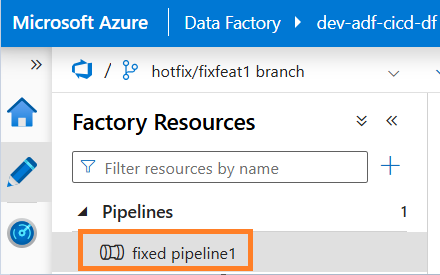 Microsoft Azure Data Factory dev-adf-cicd-df
/ hotfix/fixfeat1 branch
Factory Resources
Filter resources by name
Pipelines 1
fixed pipeline1